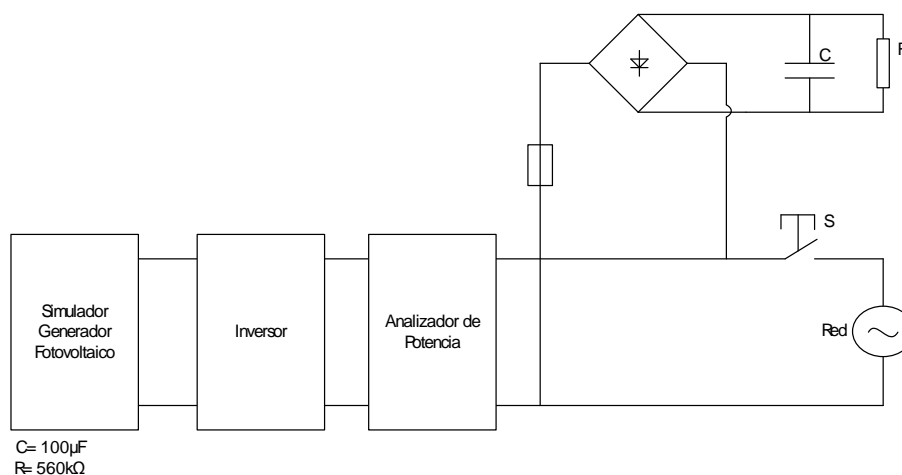 C
R
S
Simulador
Generador
Fotovoltaico
Inversor
Analizador de
Potencia
Red
C= 100µF
R= 560kΩ